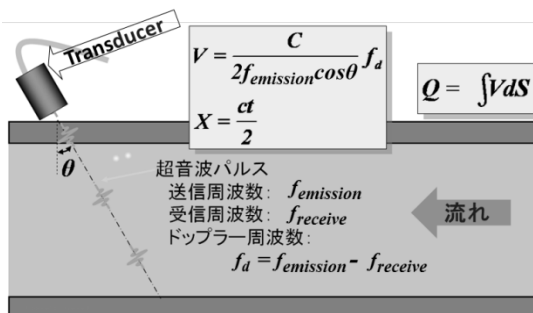 Transducer
V = C / 2f_emission cosθ f_d
X = ct / 2
Q = ∫VdS
θ
超音波パルス
送信周波数: f_emission
受信周波数: f_receive
ドップラー周波数:
f_d = f_emission - f_receive
流れ